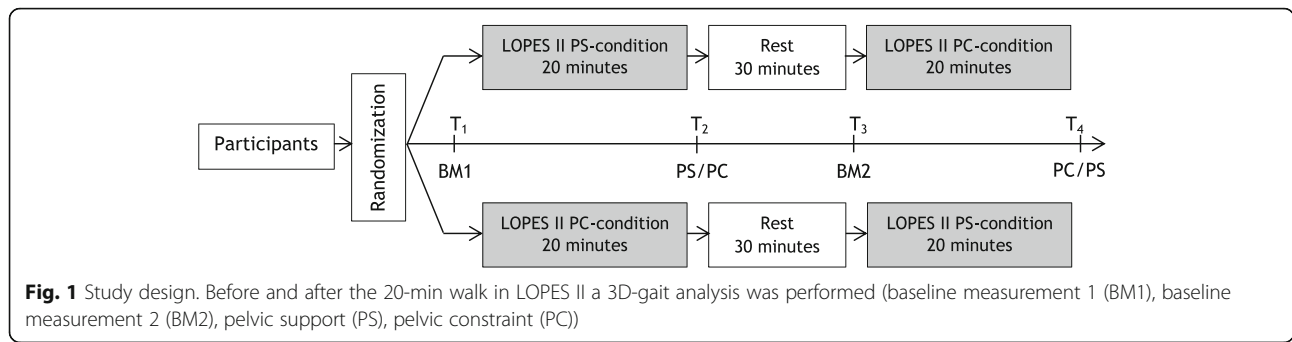 LOPES II PS-condition
20 minutes
Rest
30 minutes
LOPES II PC-condition
20 minutes
Participants
Randomization
T₁
T₂
T₃
T₄
BM1
PS/PC
BM2
PC/PS
LOPES II PC-condition
20 minutes
Rest
30 minutes
LOPES II PS-condition
20 minutes
Fig. 1 Study design. Before and after the 20-min walk in LOPES II a 3D-gait analysis was performed (baseline measurement 1 (BM1), baseline
measurement 2 (BM2), pelvic support (PS), pelvic constraint (PC))